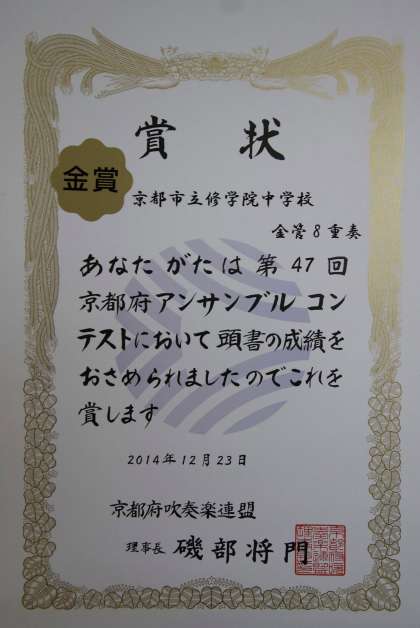 賞状
金賞
京都市立修学院中学校
金管8重奏
あなたがたは第47回
京都府アンサンブルコン
テストにおいて頭書の成績を
おさめられましたのでこれを
賞します
2014年12月23日
京都府吹奏楽連盟
理事長 磯部将門